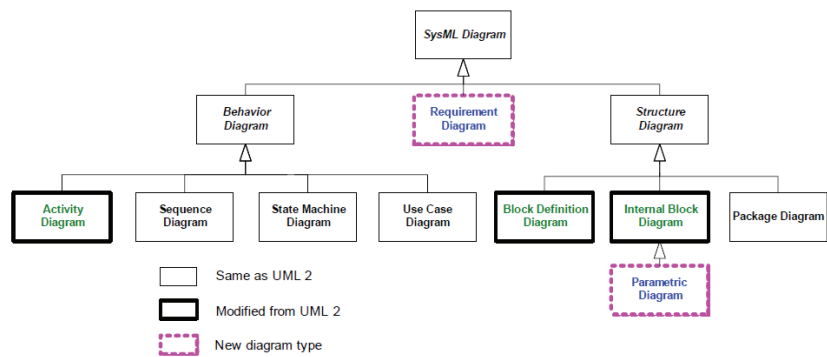 SysML Diagram
Behavior
Diagram
Requirement
Diagram
Structure
Diagram
Activity
Diagram
Sequence
Diagram
State Machine
Diagram
Use Case
Diagram
Block Definition
Diagram
Internal Block
Diagram
Package Diagram
Parametric
Diagram
Same as UML 2
Modified from UML 2
New diagram type